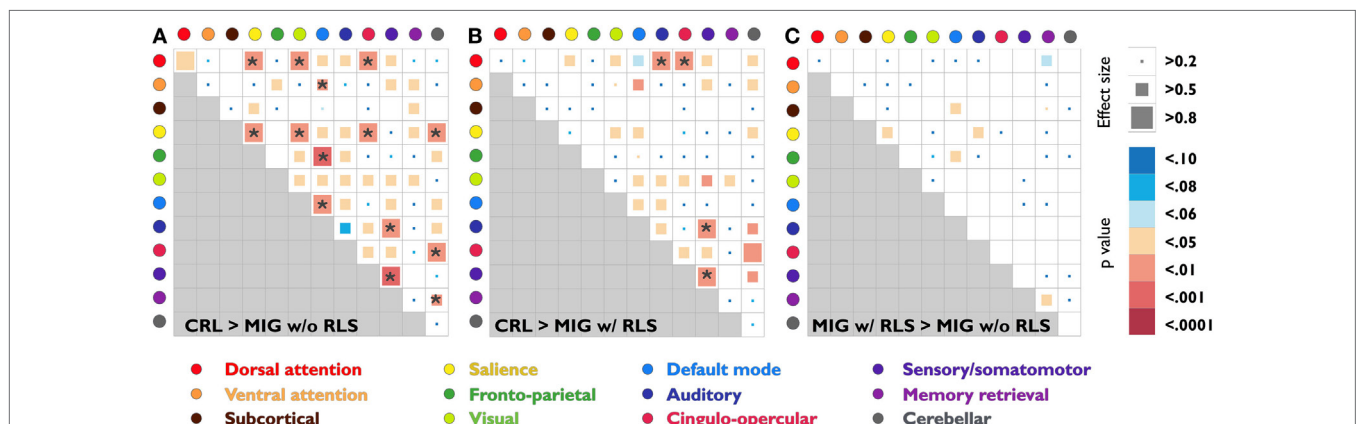 A
B
C
Effect size
>0.2
>0.5
>0.8
p value
<.10
<.08
<.06
<.05
<.01
<.001
<.0001
CRL > MIG w/o RLS
CRL > MIG w/ RLS
MIG w/ RLS > MIG w/o RLS
Dorsal attention
Salience
Default mode
Sensory/somatomotor
Ventral attention
Fronto-parietal
Auditory
Memory retrieval
Subcortical
Visual
Cingulo-opercular
Cerebellar